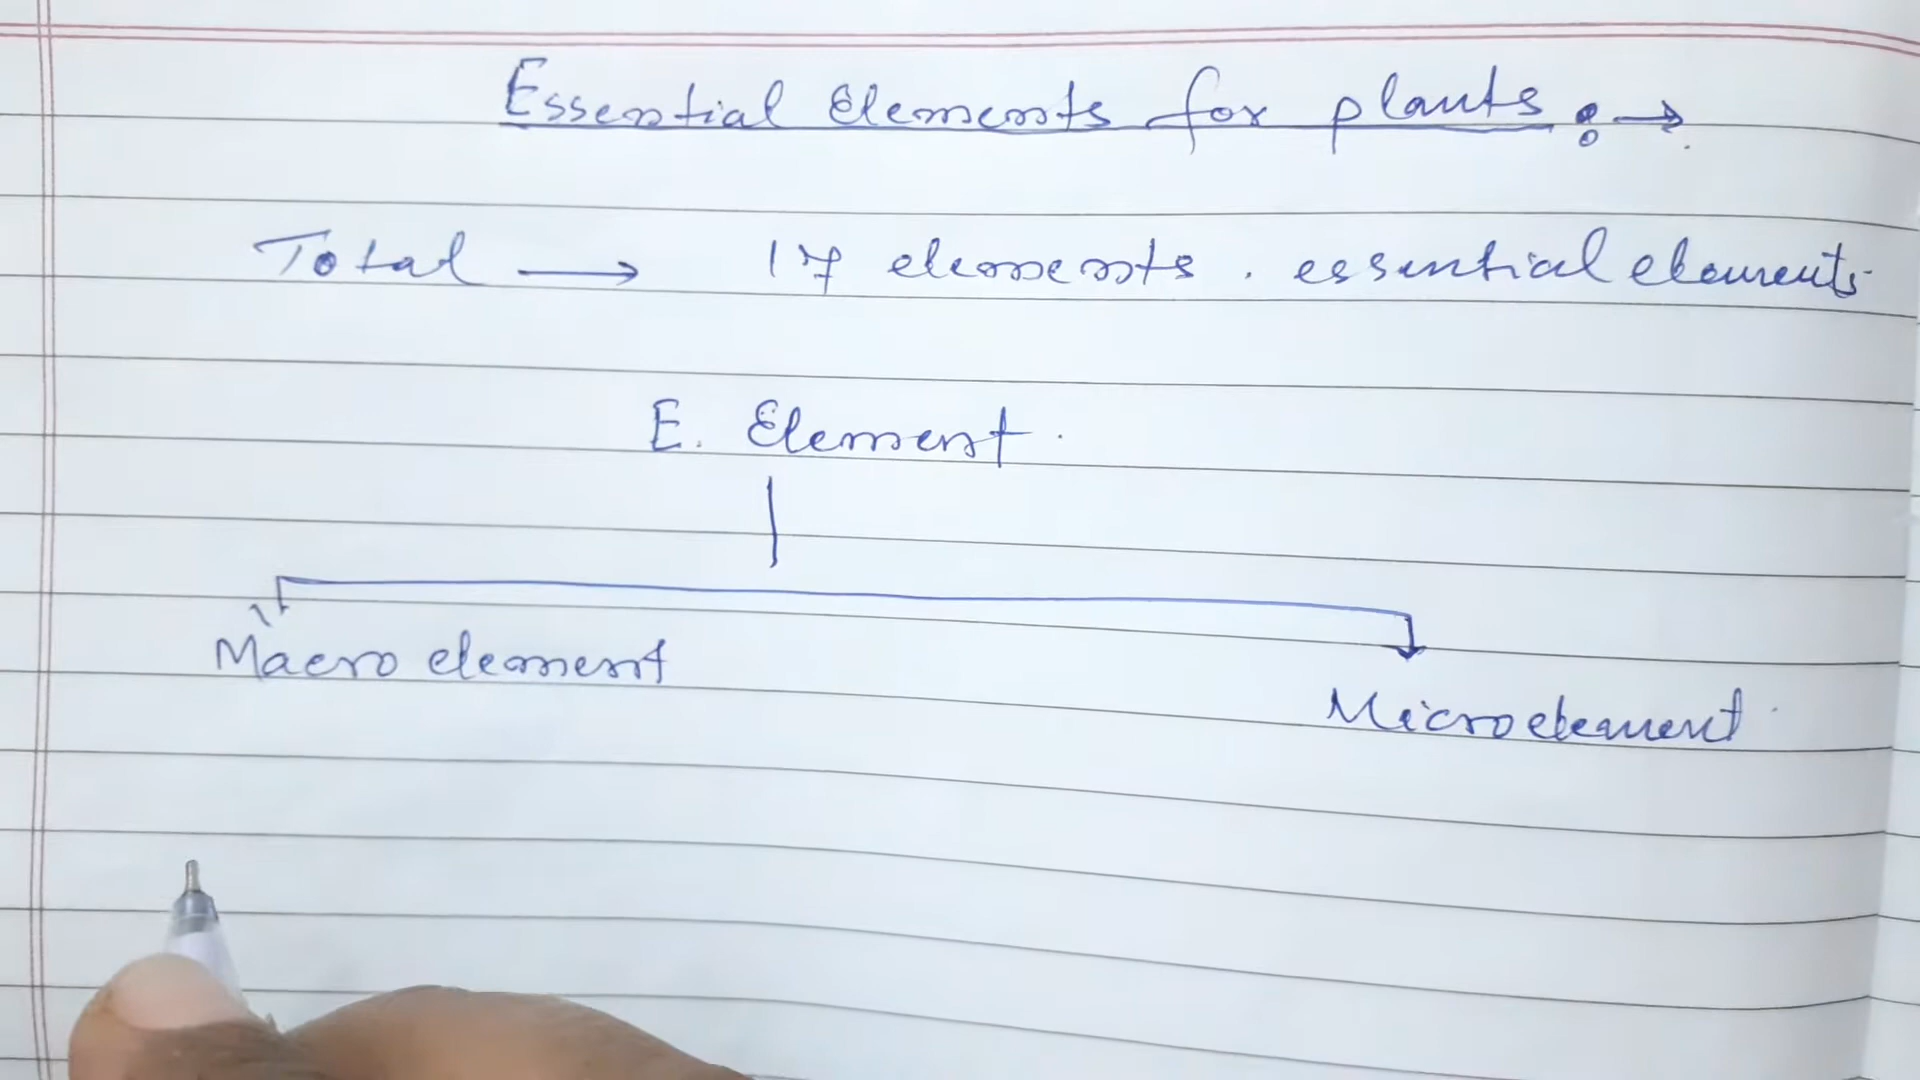 Essential Elements for plants :→
Total → 17 elements . essential elements.
E. Element .
Macro element
Microelement .